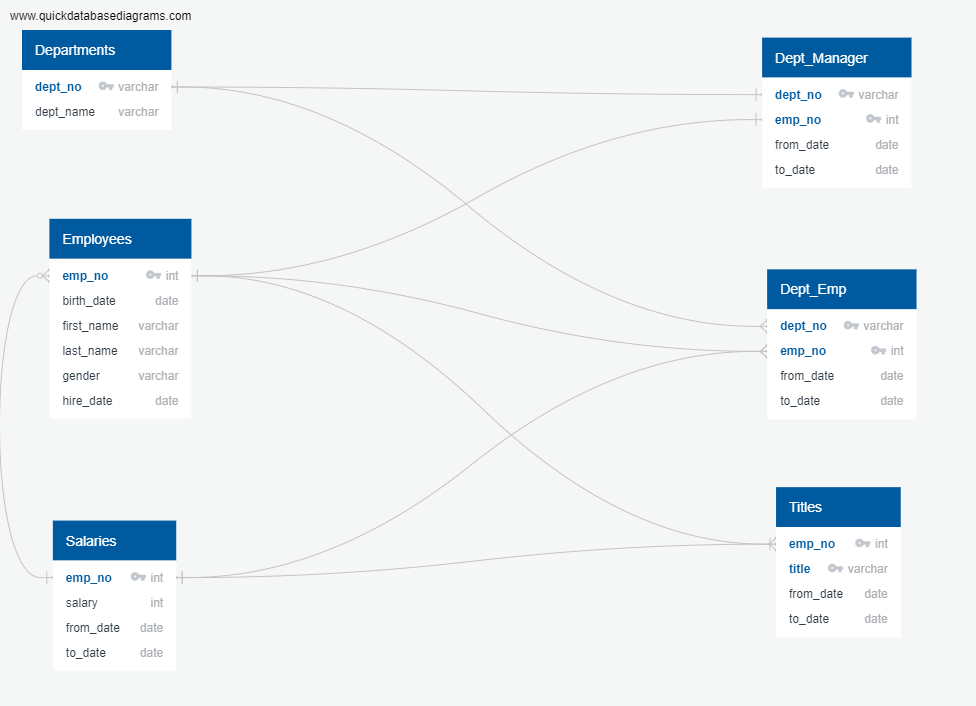 www.quickdatabasediagrams.com
Departments
dept_no varchar
dept_name varchar
Employees
emp_no int
birth_date date
first_name varchar
last_name varchar
gender varchar
hire_date date
Salaries
emp_no int
salary int
from_date date
to_date date
Dept_Manager
dept_no varchar
emp_no int
from_date date
to_date date
Dept_Emp
dept_no varchar
emp_no int
from_date date
to_date date
Titles
emp_no int
title varchar
from_date date
to_date date